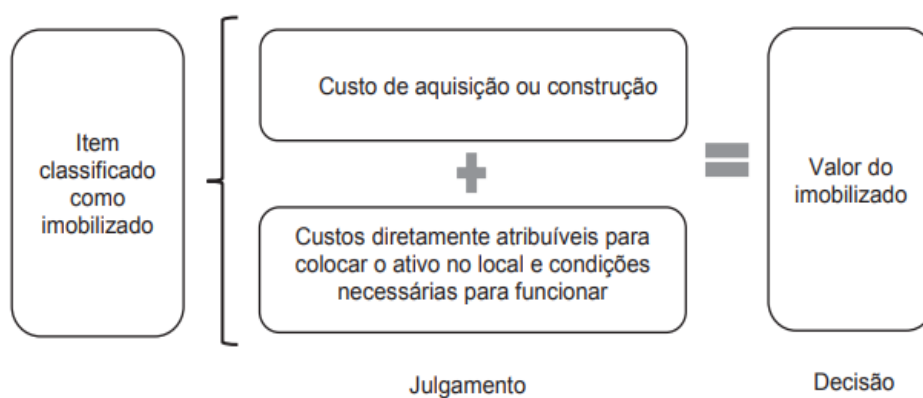 Item
classificado
como
imobilizado
Custo de aquisição ou construção
+
Custos diretamente atribuíveis para
colocar o ativo no local e condições
necessárias para funcionar
=
Valor do
imobilizado
Julgamento
Decisão